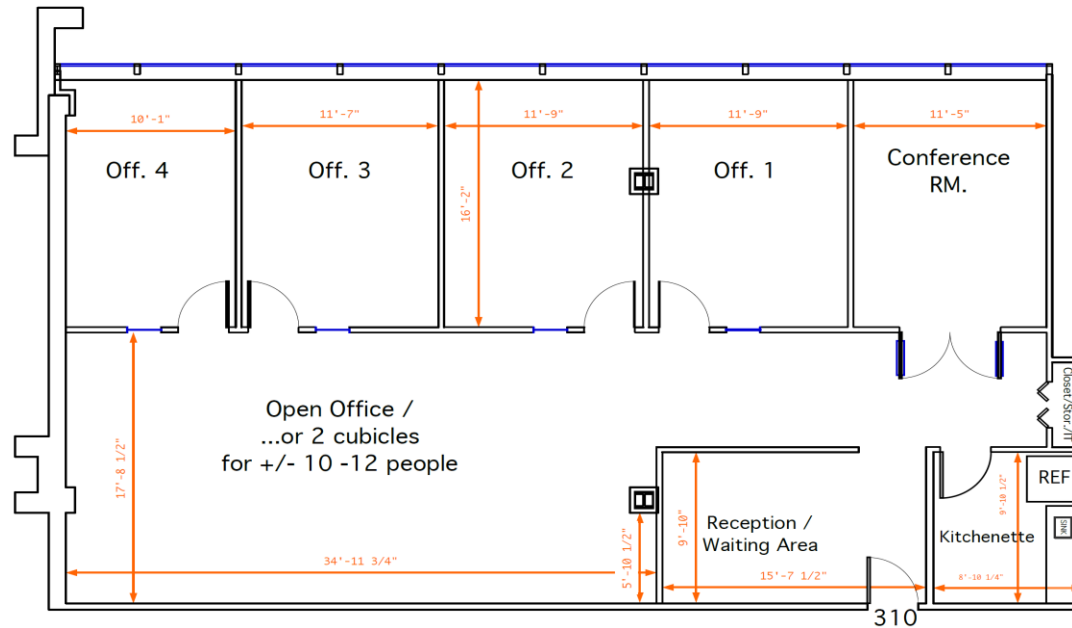 10'-1"
11'-7"
11'-9"
11'-9"
11'-5"
Off. 4
Off. 3
Off. 2
Off. 1
Conference
RM.
16'-2"
Open Office /
...or 2 cubicles
for +/- 10 -12 people
17'-8 1/2"
34'-11 3/4"
5'-10 1/2"
9'-10"
Reception /
Waiting Area
15'-7 1/2"
Closet/Stor./IT
REF
9'-10 1/2"
SINK
Kitchenette
8'-10 1/4"
310